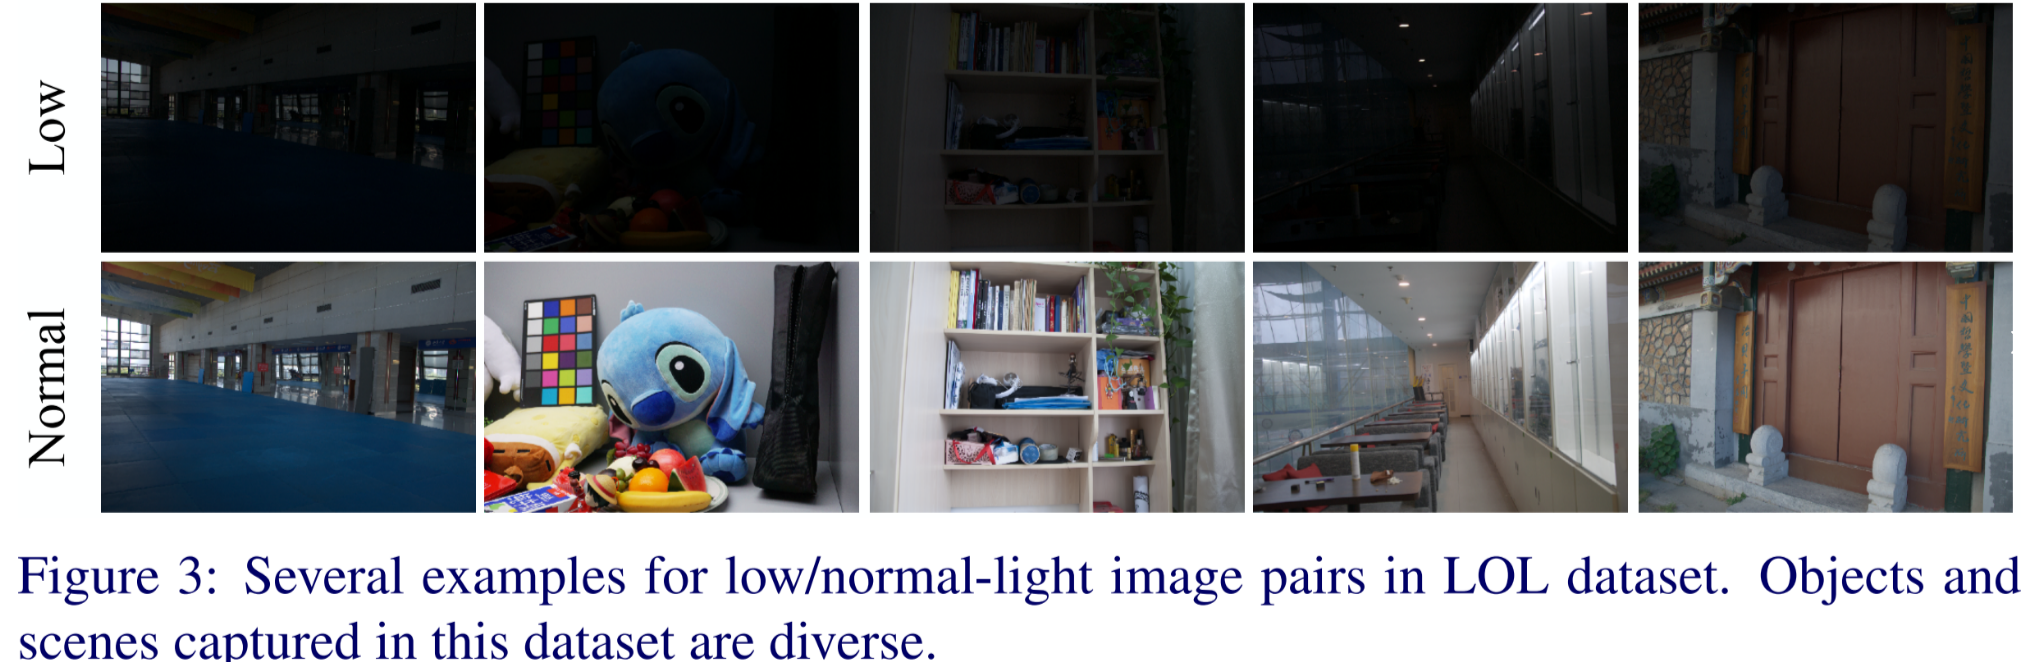 Low
Normal
Figure 3: Several examples for low/normal-light image pairs in LOL dataset. Objects and
scenes captured in this dataset are diverse.